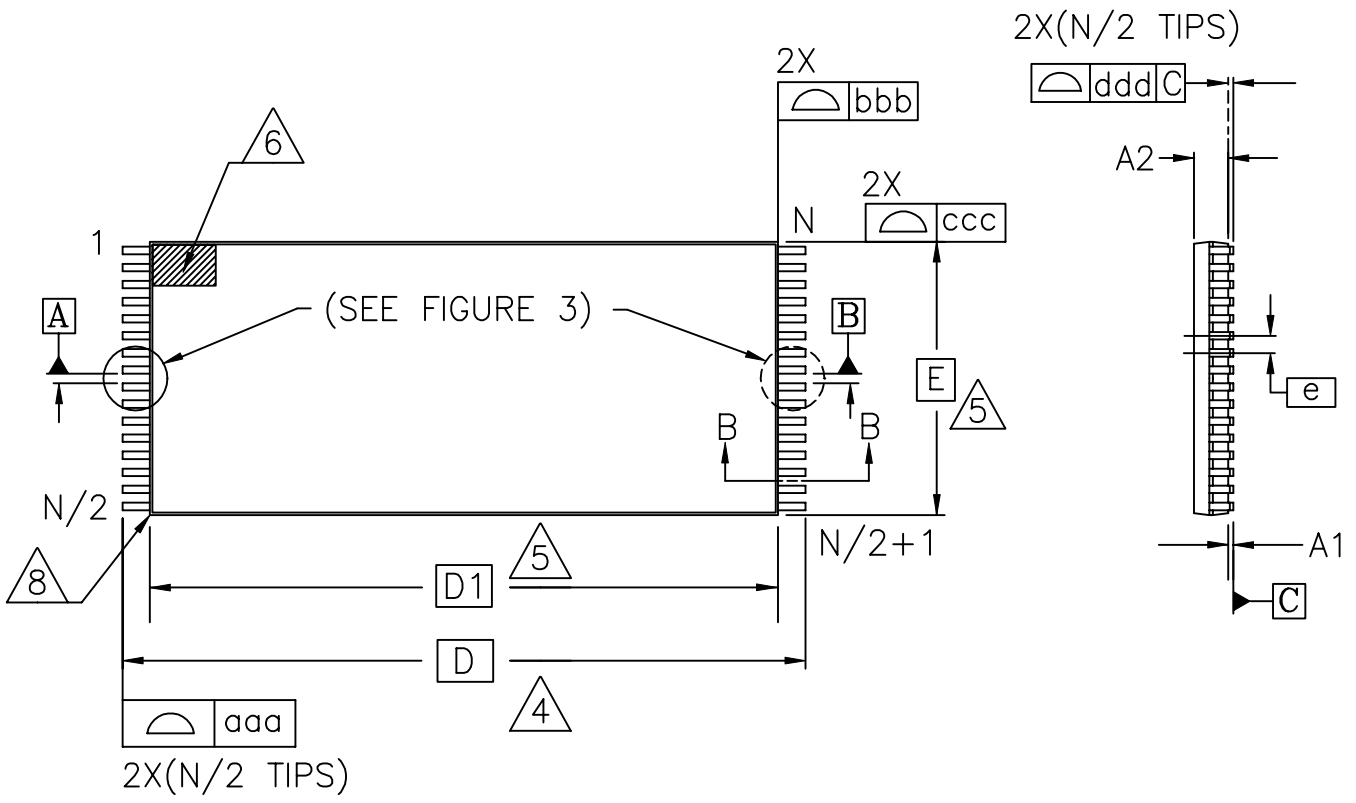 2X(N/2 TIPS)
ddd C
2X
bbb
6
A2
2X
ccc
1
N
A
(SEE FIGURE 3)
B
E
5
e
B
B
N/2
N/2+1
A1
8
5
D1
C
D
4
aaa
2X(N/2 TIPS)